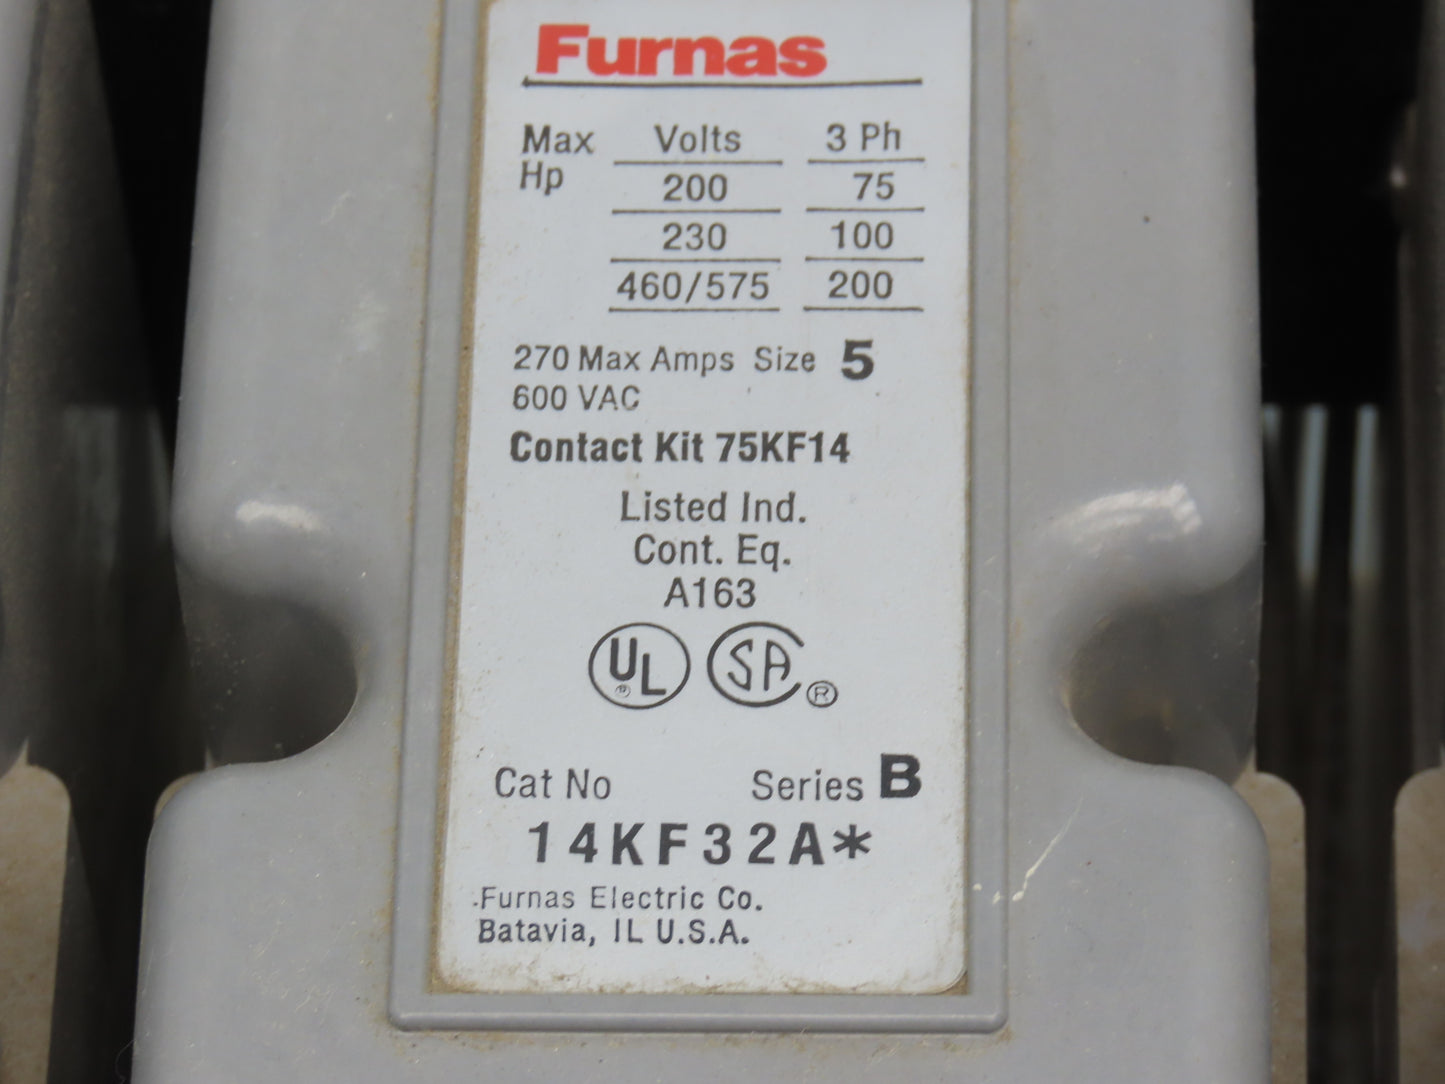 Furnas
Max Hp Volts 3 Ph
200 75
230 100
460/575 200
270 Max Amps Size 5
600 VAC
Contact Kit 75KF14
Listed Ind.
Cont. Eq.
A163
UL ® SA ®
Cat No Series B
14KF32A*
Furnas Electric Co.
Batavia, IL U.S.A.